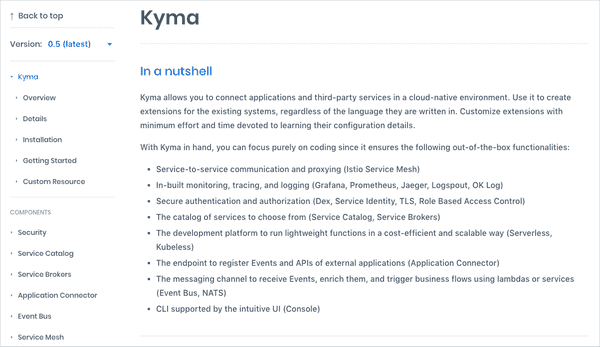 ↑ Back to top
Version: 0.5 (latest)
Kyma
Overview
Details
Installation
Getting Started
Custom Resource
COMPONENTS
Security
Service Catalog
Service Brokers
Application Connector
Event Bus
Service Mesh
Kyma
In a nutshell
Kyma allows you to connect applications and third-party services in a cloud-native environment. Use it to create
extensions for the existing systems, regardless of the language they are written in. Customize extensions with
minimum effort and time devoted to learning their configuration details.
With Kyma in hand, you can focus purely on coding since it ensures the following out-of-the-box functionalities:
• Service-to-service communication and proxying (Istio Service Mesh)
• In-built monitoring, tracing, and logging (Grafana, Prometheus, Jaeger, Logspout, OK Log)
• Secure authentication and authorization (Dex, Service Identity, TLS, Role Based Access Control)
• The catalog of services to choose from (Service Catalog, Service Brokers)
• The development platform to run lightweight functions in a cost-efficient and scalable way (Serverless,
Kubeless)
• The endpoint to register Events and APIs of external applications (Application Connector)
• The messaging channel to receive Events, enrich them, and trigger business flows using lambdas or services
(Event Bus, NATS)
• CLI supported by the intuitive UI (Console)